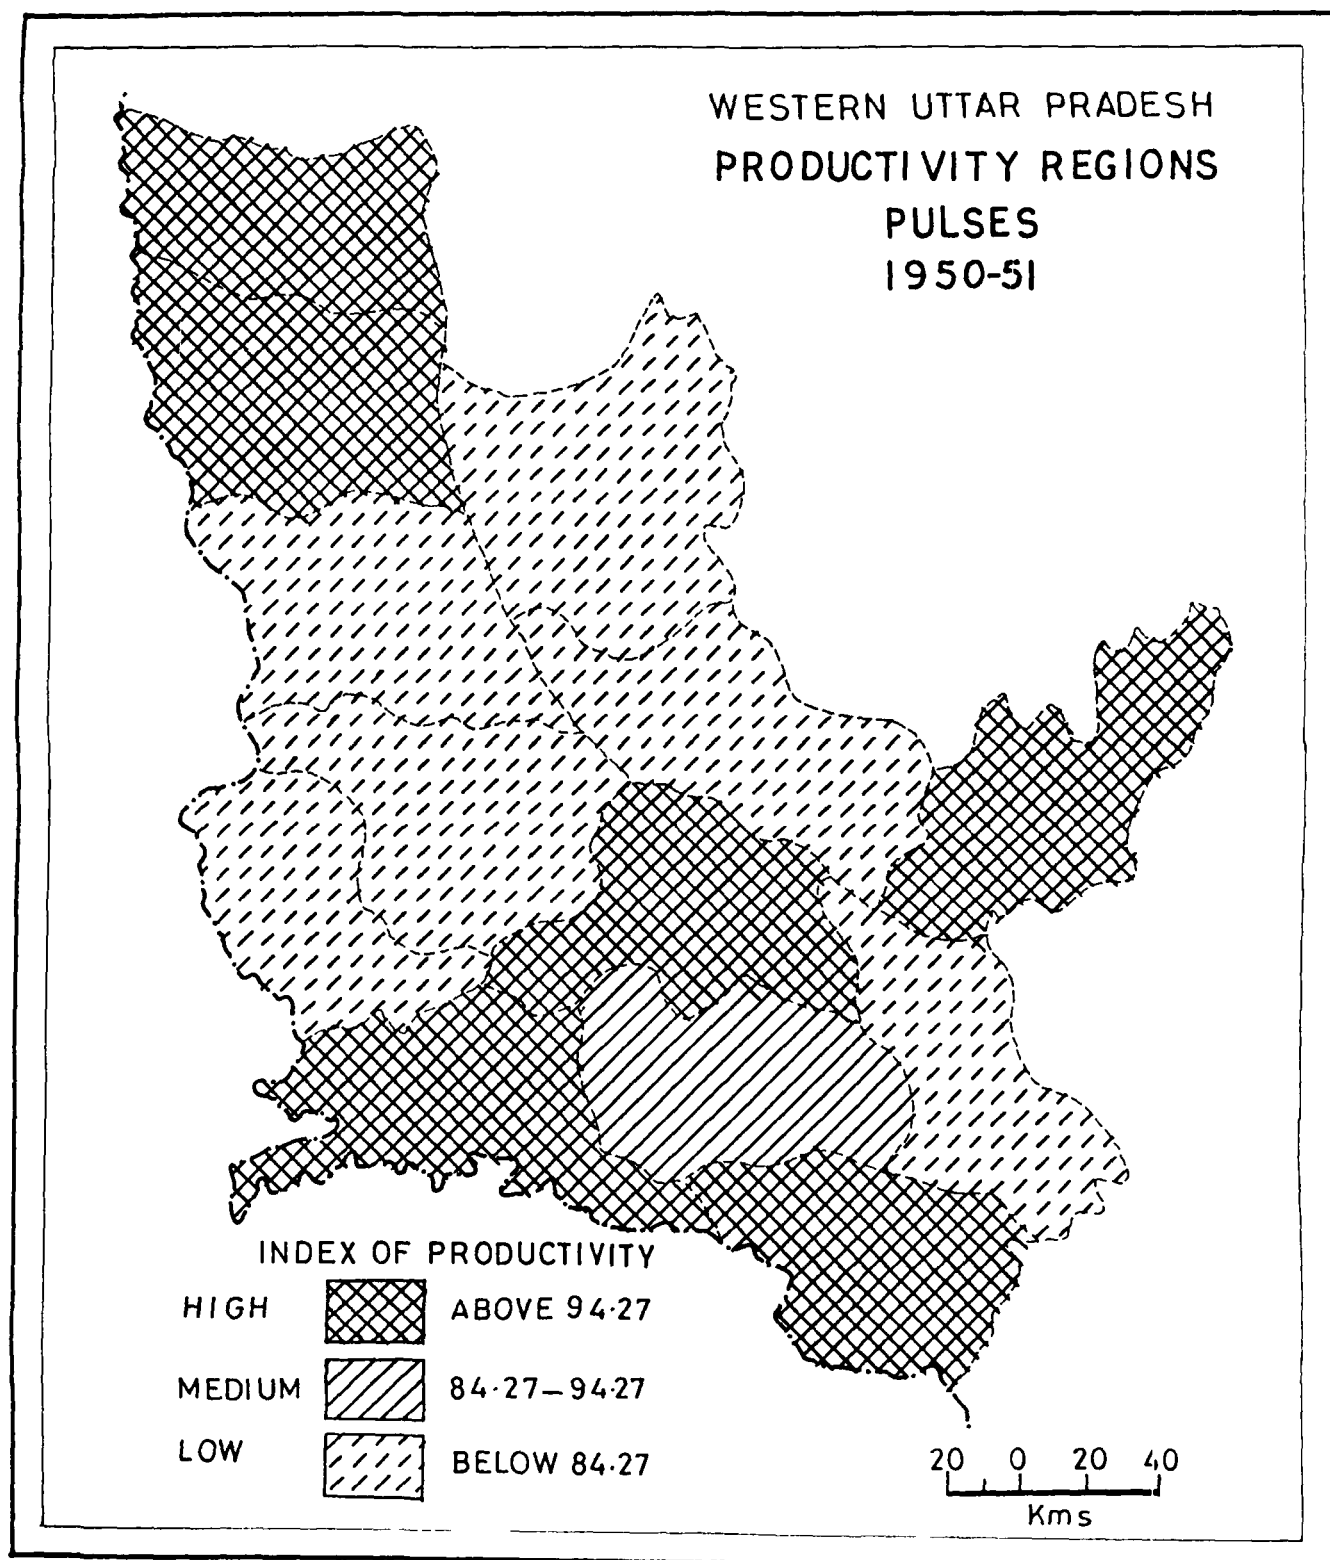 WESTERN UTTAR PRADESH
PRODUCTIVITY REGIONS
PULSES
1950-51
INDEX OF PRODUCTIVITY
HIGH ABOVE 94·27
MEDIUM 84·27–94·27
LOW BELOW 84·27
20 0 20 40
Kms